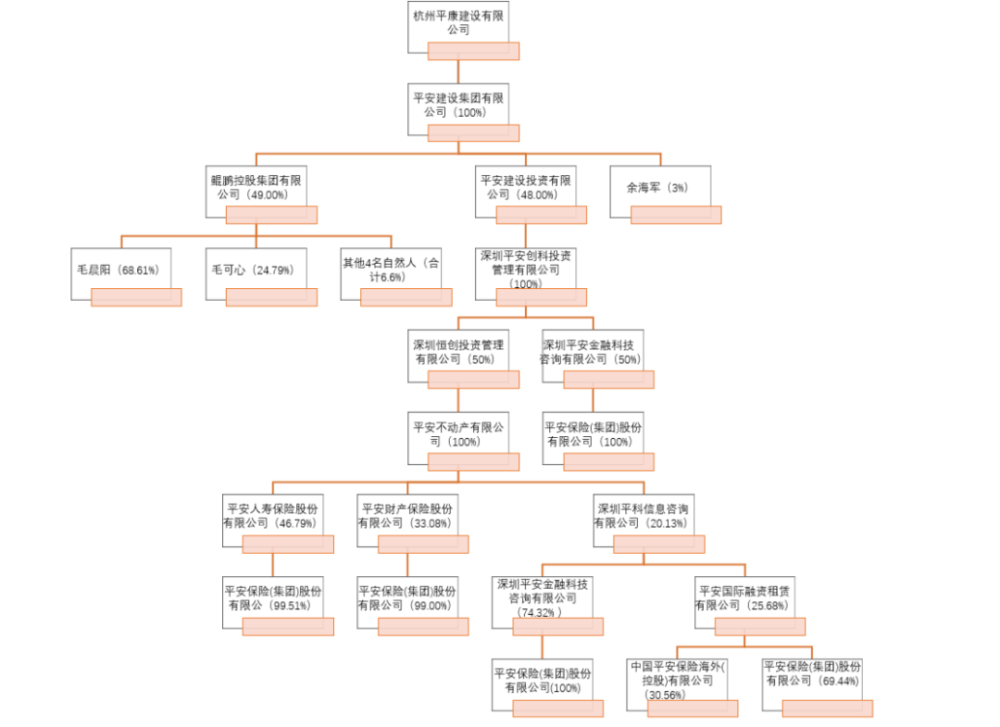 杭州平康建设有限
公司
平安建设集团有限
公司（100%）
鲲鹏控股集团有限
公司（49.00%）
平安建设投资有限
公司（48.00%）
余海军（3%）
毛晨阳（68.61%）
毛可心（24.79%）
其他4名自然人（合
计6.6%）
深圳平安创科投资
管理有限公司
（100%）
深圳恒创投资管理
有限公司（50%）
深圳平安金融科技
咨询有限公司（50%）
平安不动产有限公
司（100%）
平安保险(集团)股份
有限公司（100%）
平安人寿保险股份
有限公司（46.79%）
平安财产保险股份
有限公司（33.08%）
深圳平科信息咨询
有限公司（20.13%）
平安保险(集团)股份
有限公（99.51%）
平安保险(集团)股份
有限公司（99.00%）
深圳平安金融科技
咨询有限公司
（74.32% ）
平安国际融资租赁
有限公司（25.68%）
平安保险(集团)股份
有限公司(100%)
中国平安保险海外(
控股)有限公司
（30.56%）
平安保险(集团)股份
有限公司（69.44%）